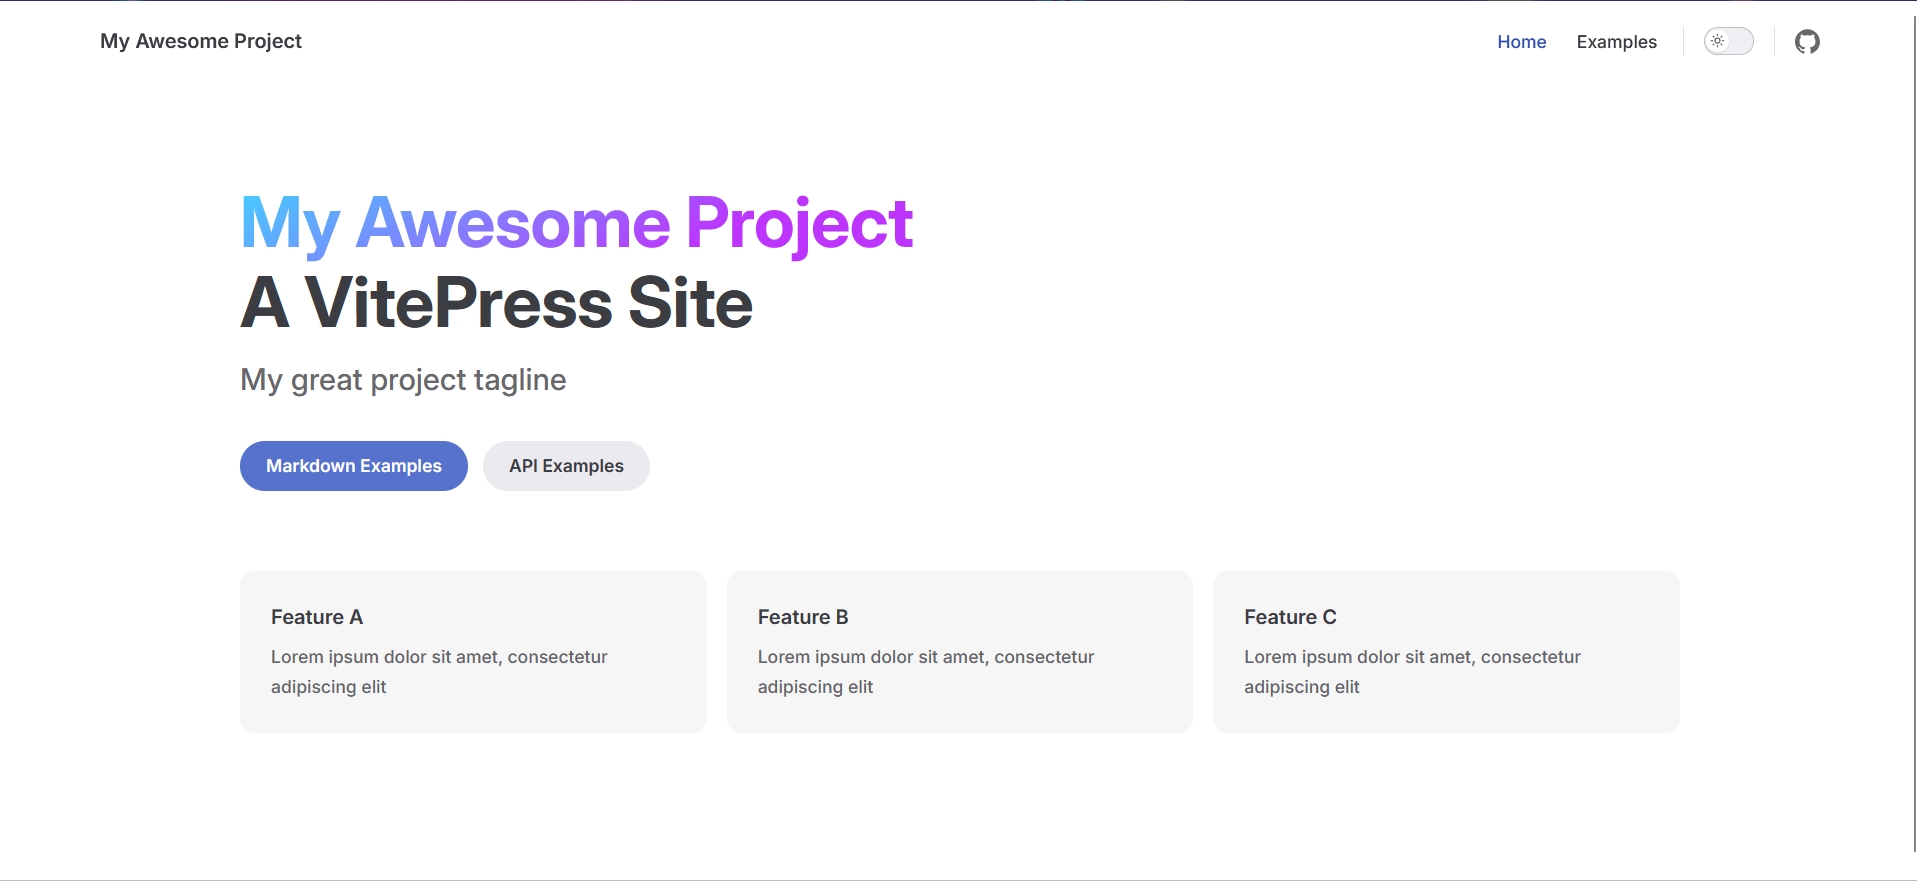 My Awesome Project
Home
Examples
My Awesome Project
A VitePress Site
My great project tagline
Markdown Examples
API Examples
Feature A
Lorem ipsum dolor sit amet, consectetur
adipiscing elit
Feature B
Lorem ipsum dolor sit amet, consectetur
adipiscing elit
Feature C
Lorem ipsum dolor sit amet, consectetur
adipiscing elit